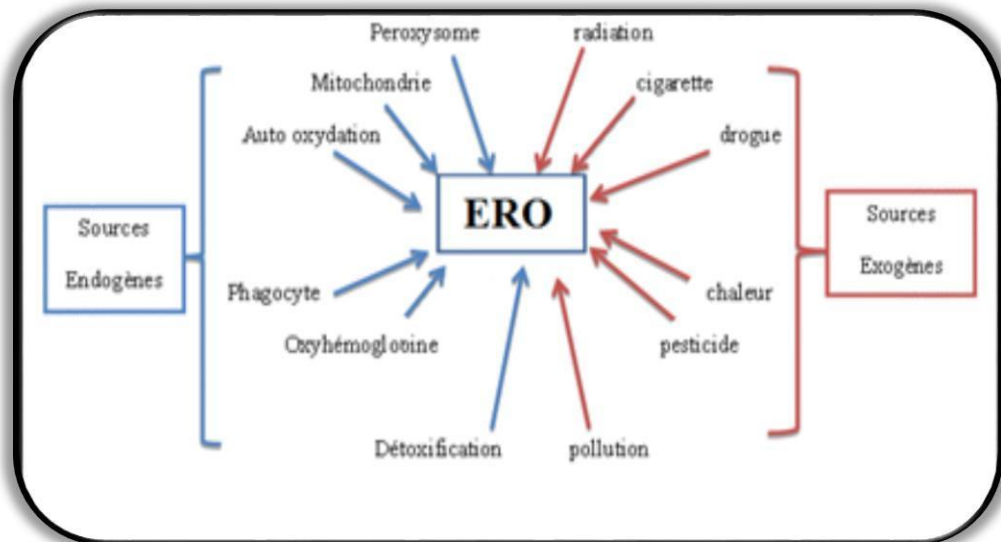 Peroxysome
radiation
Mitochondrie
cigarette
Auto oxydation
drogue
ERO
Sources
Endogènes
Sources
Exogènes
Phagocyte
chaleur
Oxyhémoglobine
pesticide
Détoxification
pollution